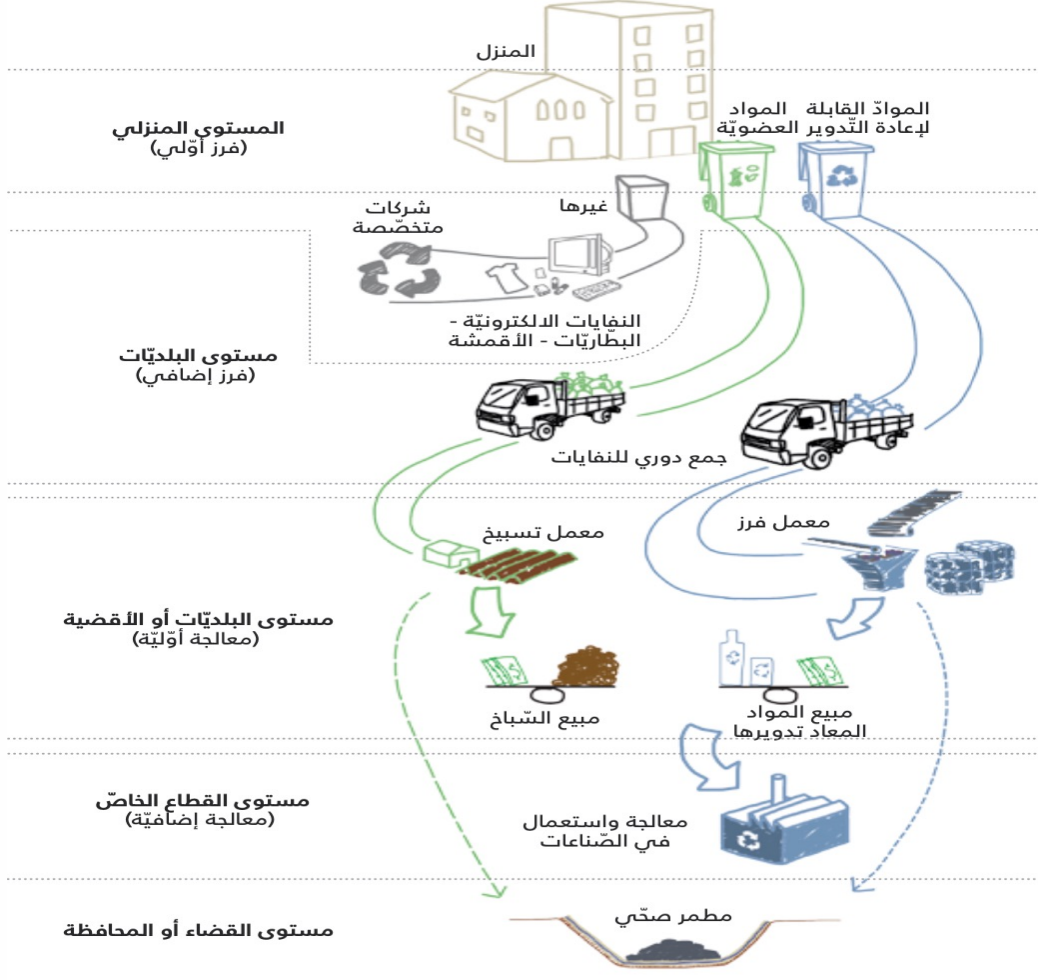 المنزل
المستوى المنزلي
(فرز أوّلي)
الموادّ القابلة
لإعادة التّدوير
المواد
العضويّة
غيرها
شركات
متخصّصة
النفايات الالكترونيّة -
البطّاريّات - الأقمشة
مستوى البلديّات
(فرز إضافي)
جمع دوري للنفايات
معمل فرز
معمل تسبيخ
مستوى البلديّات أو الأقضية
(معالجة أوّليّة)
مبيع المواد
المعاد تدويرها
مبيع السّباخ
مستوى القطاع الخاصّ
(معالجة إضافيّة)
معالجة واستعمال
في الصّناعات
مستوى القضاء أو المحافظة
مطمر صحّي